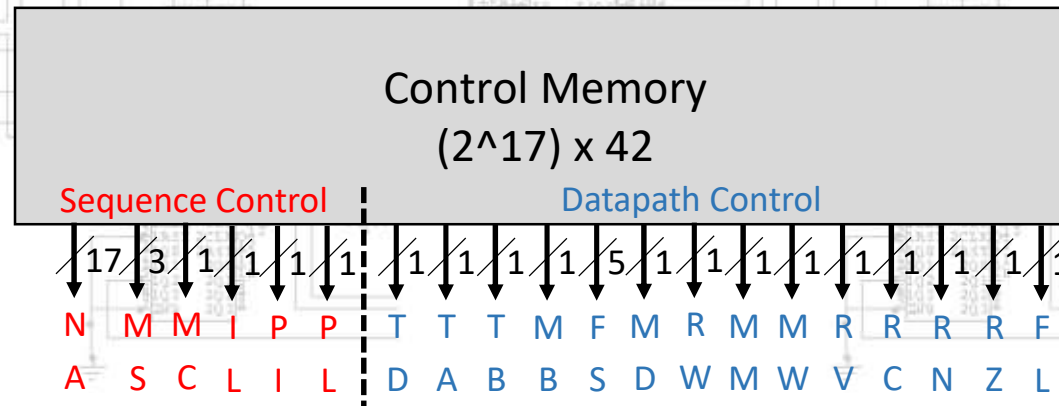 Control Memory
(2^17) x 42
Sequence Control Datapath Control
17 3 1 1 1 1 1 1 1 1 5 1 1 1 1 1 1 1 1 1
N M M I P P T T T M F M R M M R R R R F
A S C L I L D A B B S D W M W V C N Z L